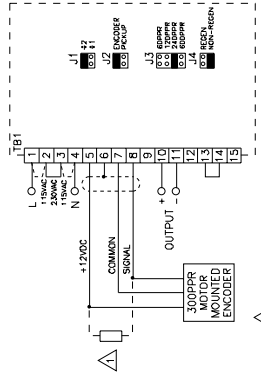 J1
÷2
÷1
J2
ENCODER
PICKUP
J3
60PPR
120PPR
240PPR
600PPR
J4
REGEN
NON-REGEN
TB1
1
2
3
4
5
6
7
8
9
10
11
12
13
14
15
115VAC
230VAC
115VAC
L
N
+12VDC
COMMON
SIGNAL
+
OUTPUT
-
1
300PPR
MOTOR
MOUNTED
ENCODER